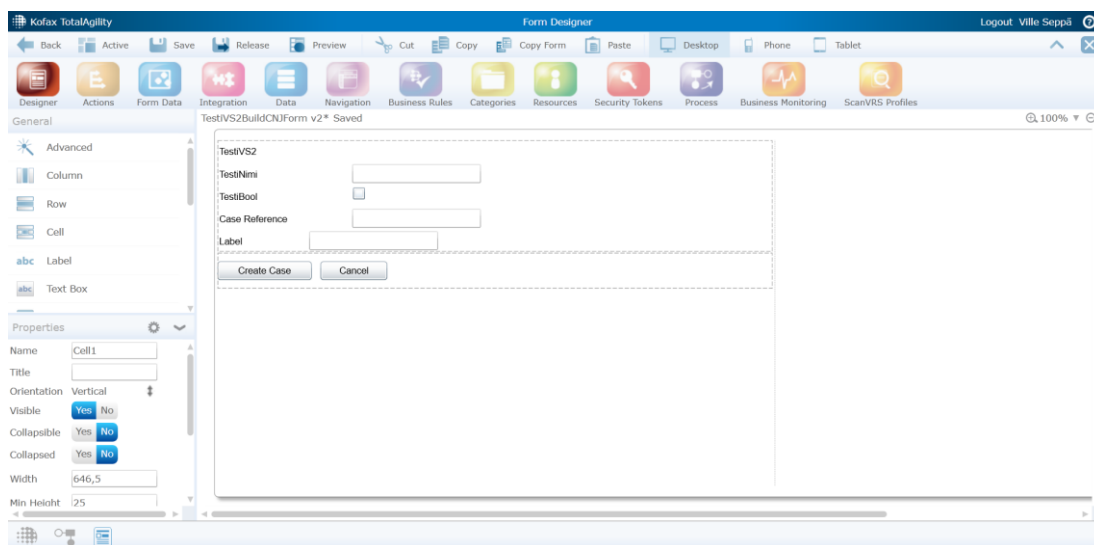 Kofax TotalAgility Form Designer Logout Ville Seppä
Back Active Save Release Preview Cut Copy Copy Form Paste Desktop Phone Tablet
Designer Actions Form Data Integration Data Navigation Business Rules Categories Resources Security Tokens Process Business Monitoring ScanVRS Profiles
General
TestiVS2BuildCNJForm v2* Saved
100%
Advanced
Column
Row
Cell
abc Label
abc Text Box
Properties
Name Cell1
Title
Orientation Vertical
Visible Yes No
Collapsible Yes No
Collapsed Yes No
Width 646,5
Min Height 25
TestiVS2
TestiNimi
TestiBool
Case Reference
Label
Create Case Cancel